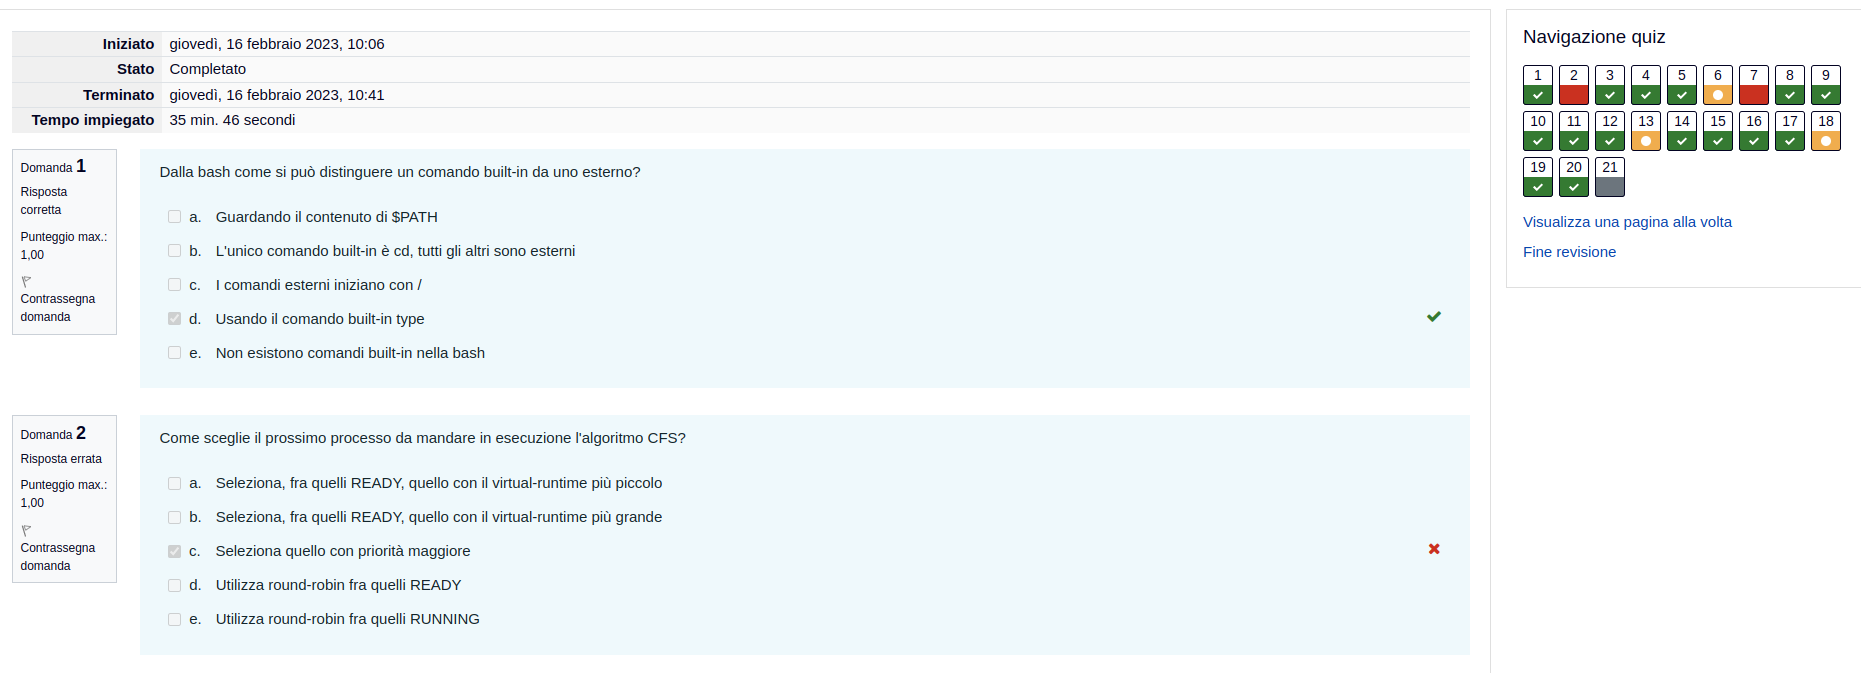 Iniziato giovedì, 16 febbraio 2023, 10:06
Stato Completato
Terminato giovedì, 16 febbraio 2023, 10:41
Tempo impiegato 35 min. 46 secondi
Domanda 1
Risposta
corretta
Punteggio max.:
1,00
Contrassegna
domanda
Dalla bash come si può distinguere un comando built-in da uno esterno?
a. Guardando il contenuto di $PATH
b. L'unico comando built-in è cd, tutti gli altri sono esterni
c. I comandi esterni iniziano con /
d. Usando il comando built-in type
e. Non esistono comandi built-in nella bash
Domanda 2
Risposta errata
Punteggio max.:
1,00
Contrassegna
domanda
Come sceglie il prossimo processo da mandare in esecuzione l'algoritmo CFS?
a. Seleziona, fra quelli READY, quello con il virtual-runtime più piccolo
b. Seleziona, fra quelli READY, quello con il virtual-runtime più grande
c. Seleziona quello con priorità maggiore
d. Utilizza round-robin fra quelli READY
e. Utilizza round-robin fra quelli RUNNING
Navigazione quiz
1 2 3 4 5 6 7 8 9
10 11 12 13 14 15 16 17 18
19 20 21
Visualizza una pagina alla volta
Fine revisione